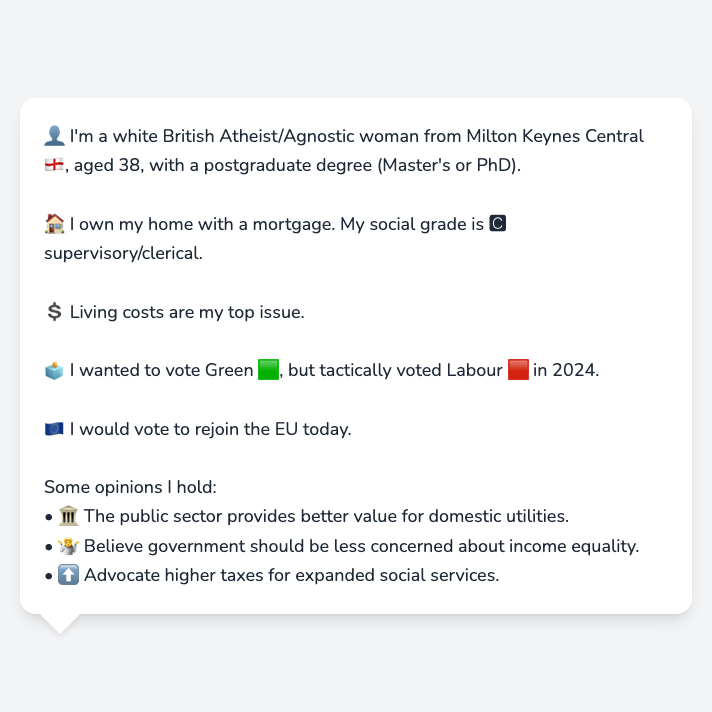 👤 I'm a white British Atheist/Agnostic woman from Milton Keynes Central
🏴󠁧󠁢󠁥󠁮󠁧󠁿, aged 38, with a postgraduate degree (Master's or PhD).
🏠 I own my home with a mortgage. My social grade is 🅲
supervisory/clerical.
💲 Living costs are my top issue.
🗳️ I wanted to vote Green 🟩, but tactically voted Labour 🟥 in 2024.
🇪🇺 I would vote to rejoin the EU today.
Some opinions I hold:
• 🏛️ The public sector provides better value for domestic utilities.
• 🤷 Believe government should be less concerned about income equality.
• ⬆️ Advocate higher taxes for expanded social services.